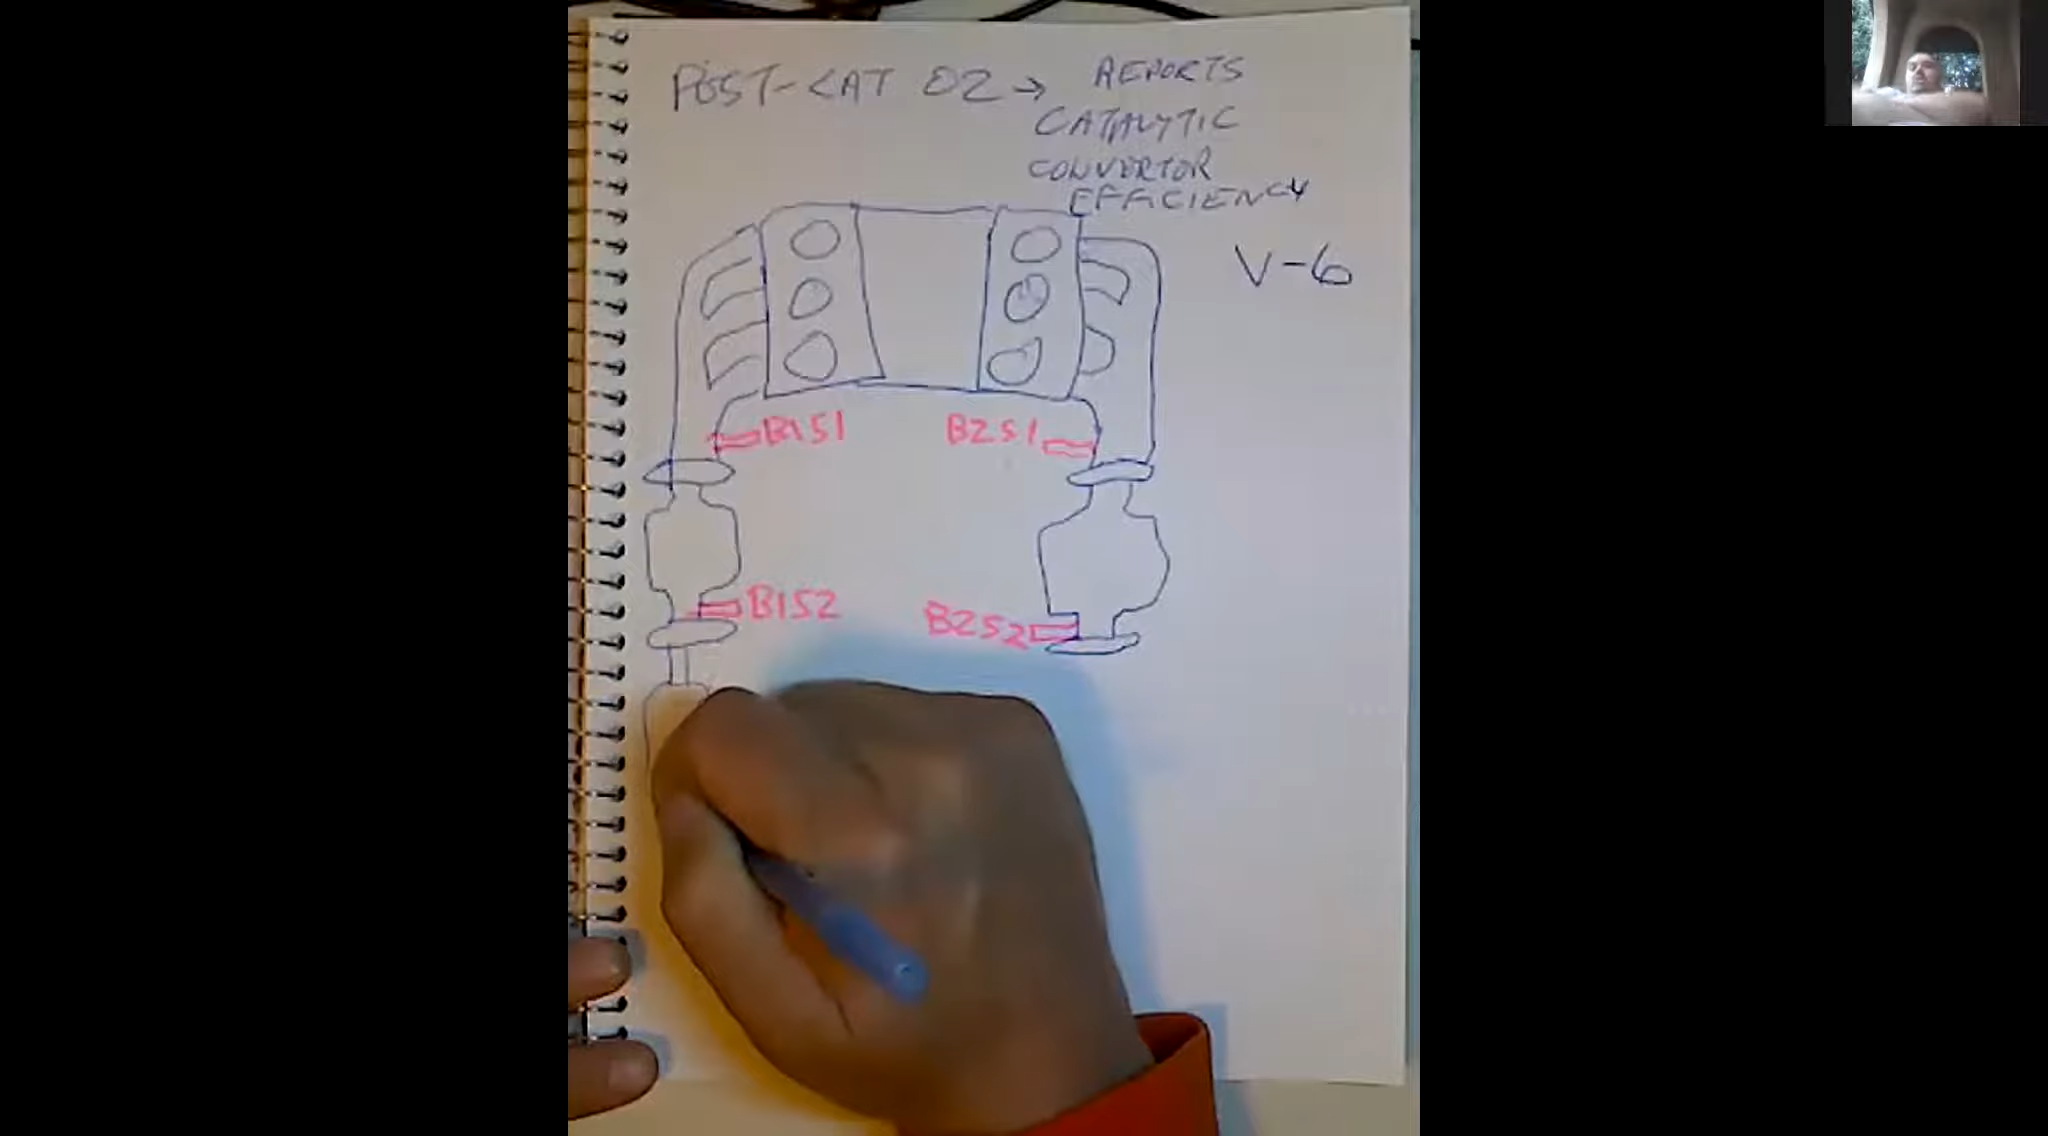 POST-CAT O2 → REPORTS
CATALYTIC
CONVERTOR
EFFICIENCY
V-6
B1S1 B2S1
B1S2 B2S2